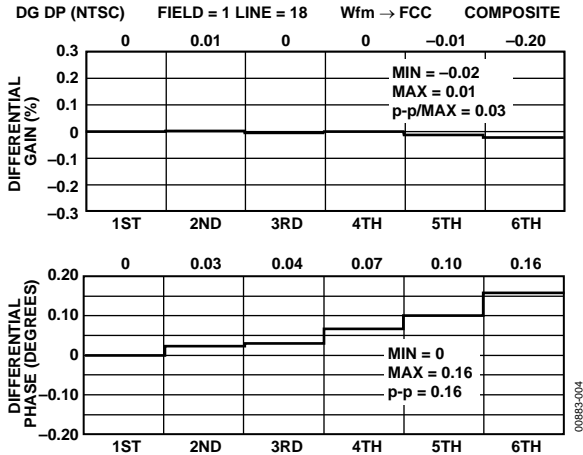 DG DP (NTSC) FIELD = 1 LINE = 18 Wfm → FCC COMPOSITE
0 0.01 0 0 –0.01 –0.20
DIFFERENTIAL
GAIN (%)
0.3
0.2
0.1
0
–0.1
–0.2
–0.3
MIN = –0.02
MAX = 0.01
p-p/MAX = 0.03
1ST 2ND 3RD 4TH 5TH 6TH
0 0.03 0.04 0.07 0.10 0.16
DIFFERENTIAL
PHASE (DEGREES)
0.20
0.10
0
–0.10
–0.20
MIN = 0
MAX = 0.16
p-p = 0.16
1ST 2ND 3RD 4TH 5TH 6TH
00883-004